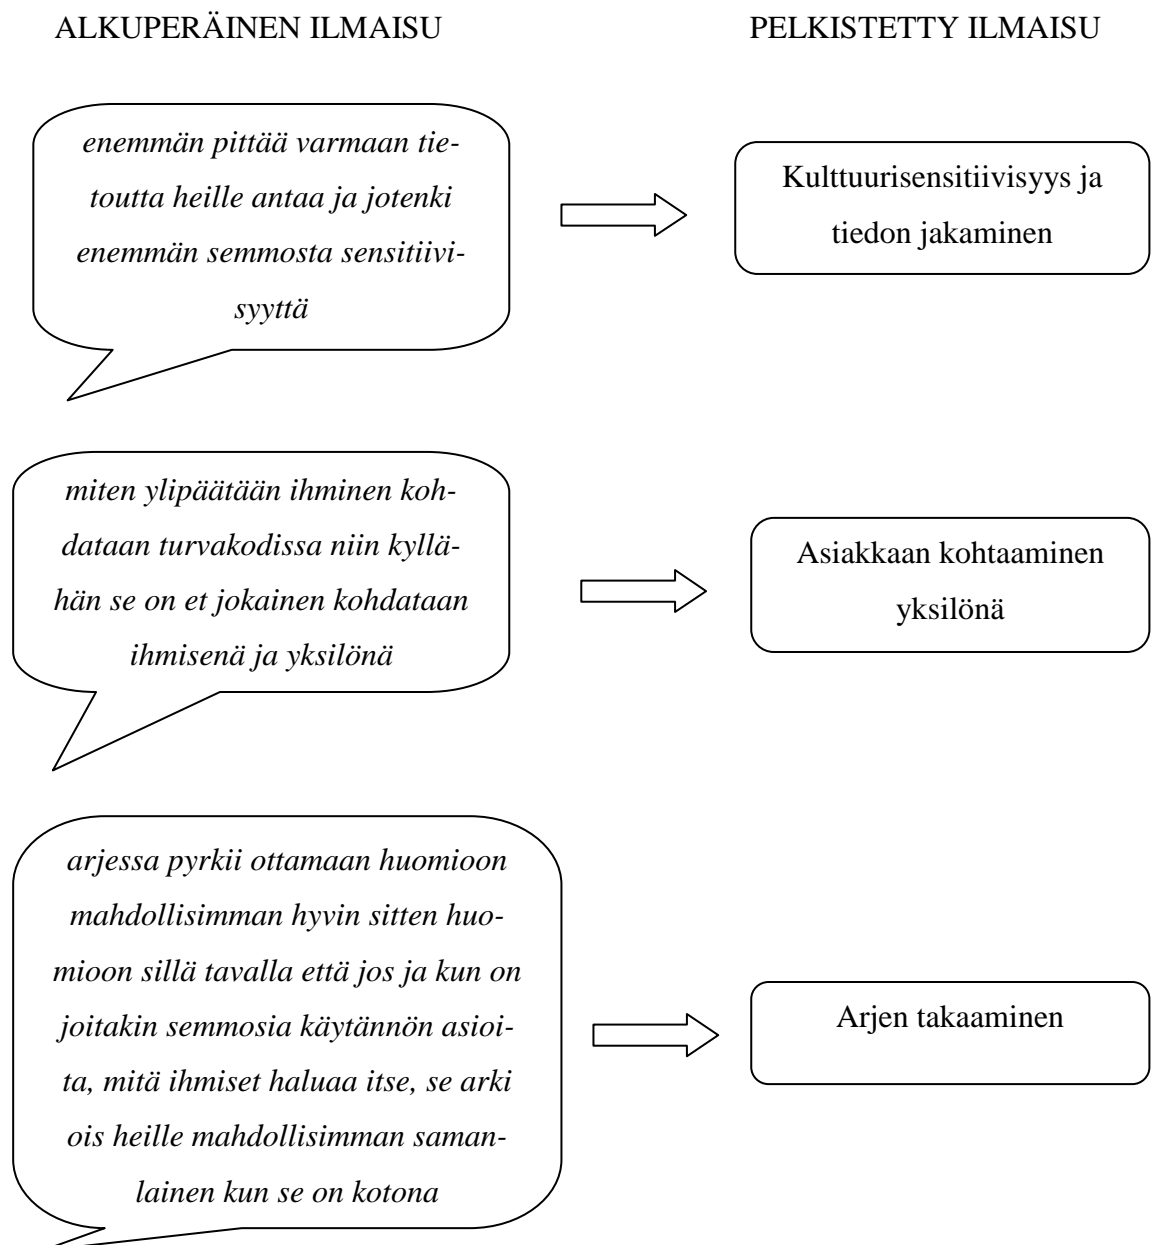 ALKUPERÄINEN ILMAISU
PELKISTETTY ILMAISU
enemmän pittää varmaan tie-
toutta heille antaa ja jotenki
enemmän semmosta sensitiivi-
syyttä
Kulttuurisensitiivisyys ja
tiedon jakaminen
miten ylipäätään ihminen koh-
dataan turvakodissa niin kyllä-
hän se on et jokainen kohdataan
ihmisenä ja yksilönä
Asiakkaan kohtaaminen
yksilönä
arjessa pyrkii ottamaan huomioon
mahdollisimman hyvin sitten huo-
mioon sillä tavalla että jos ja kun on
joitakin semmosia käytännön asioi-
ta, mitä ihmiset haluaa itse, se arki
ois heille mahdollisimman saman-
lainen kun se on kotona
Arjen takaaminen